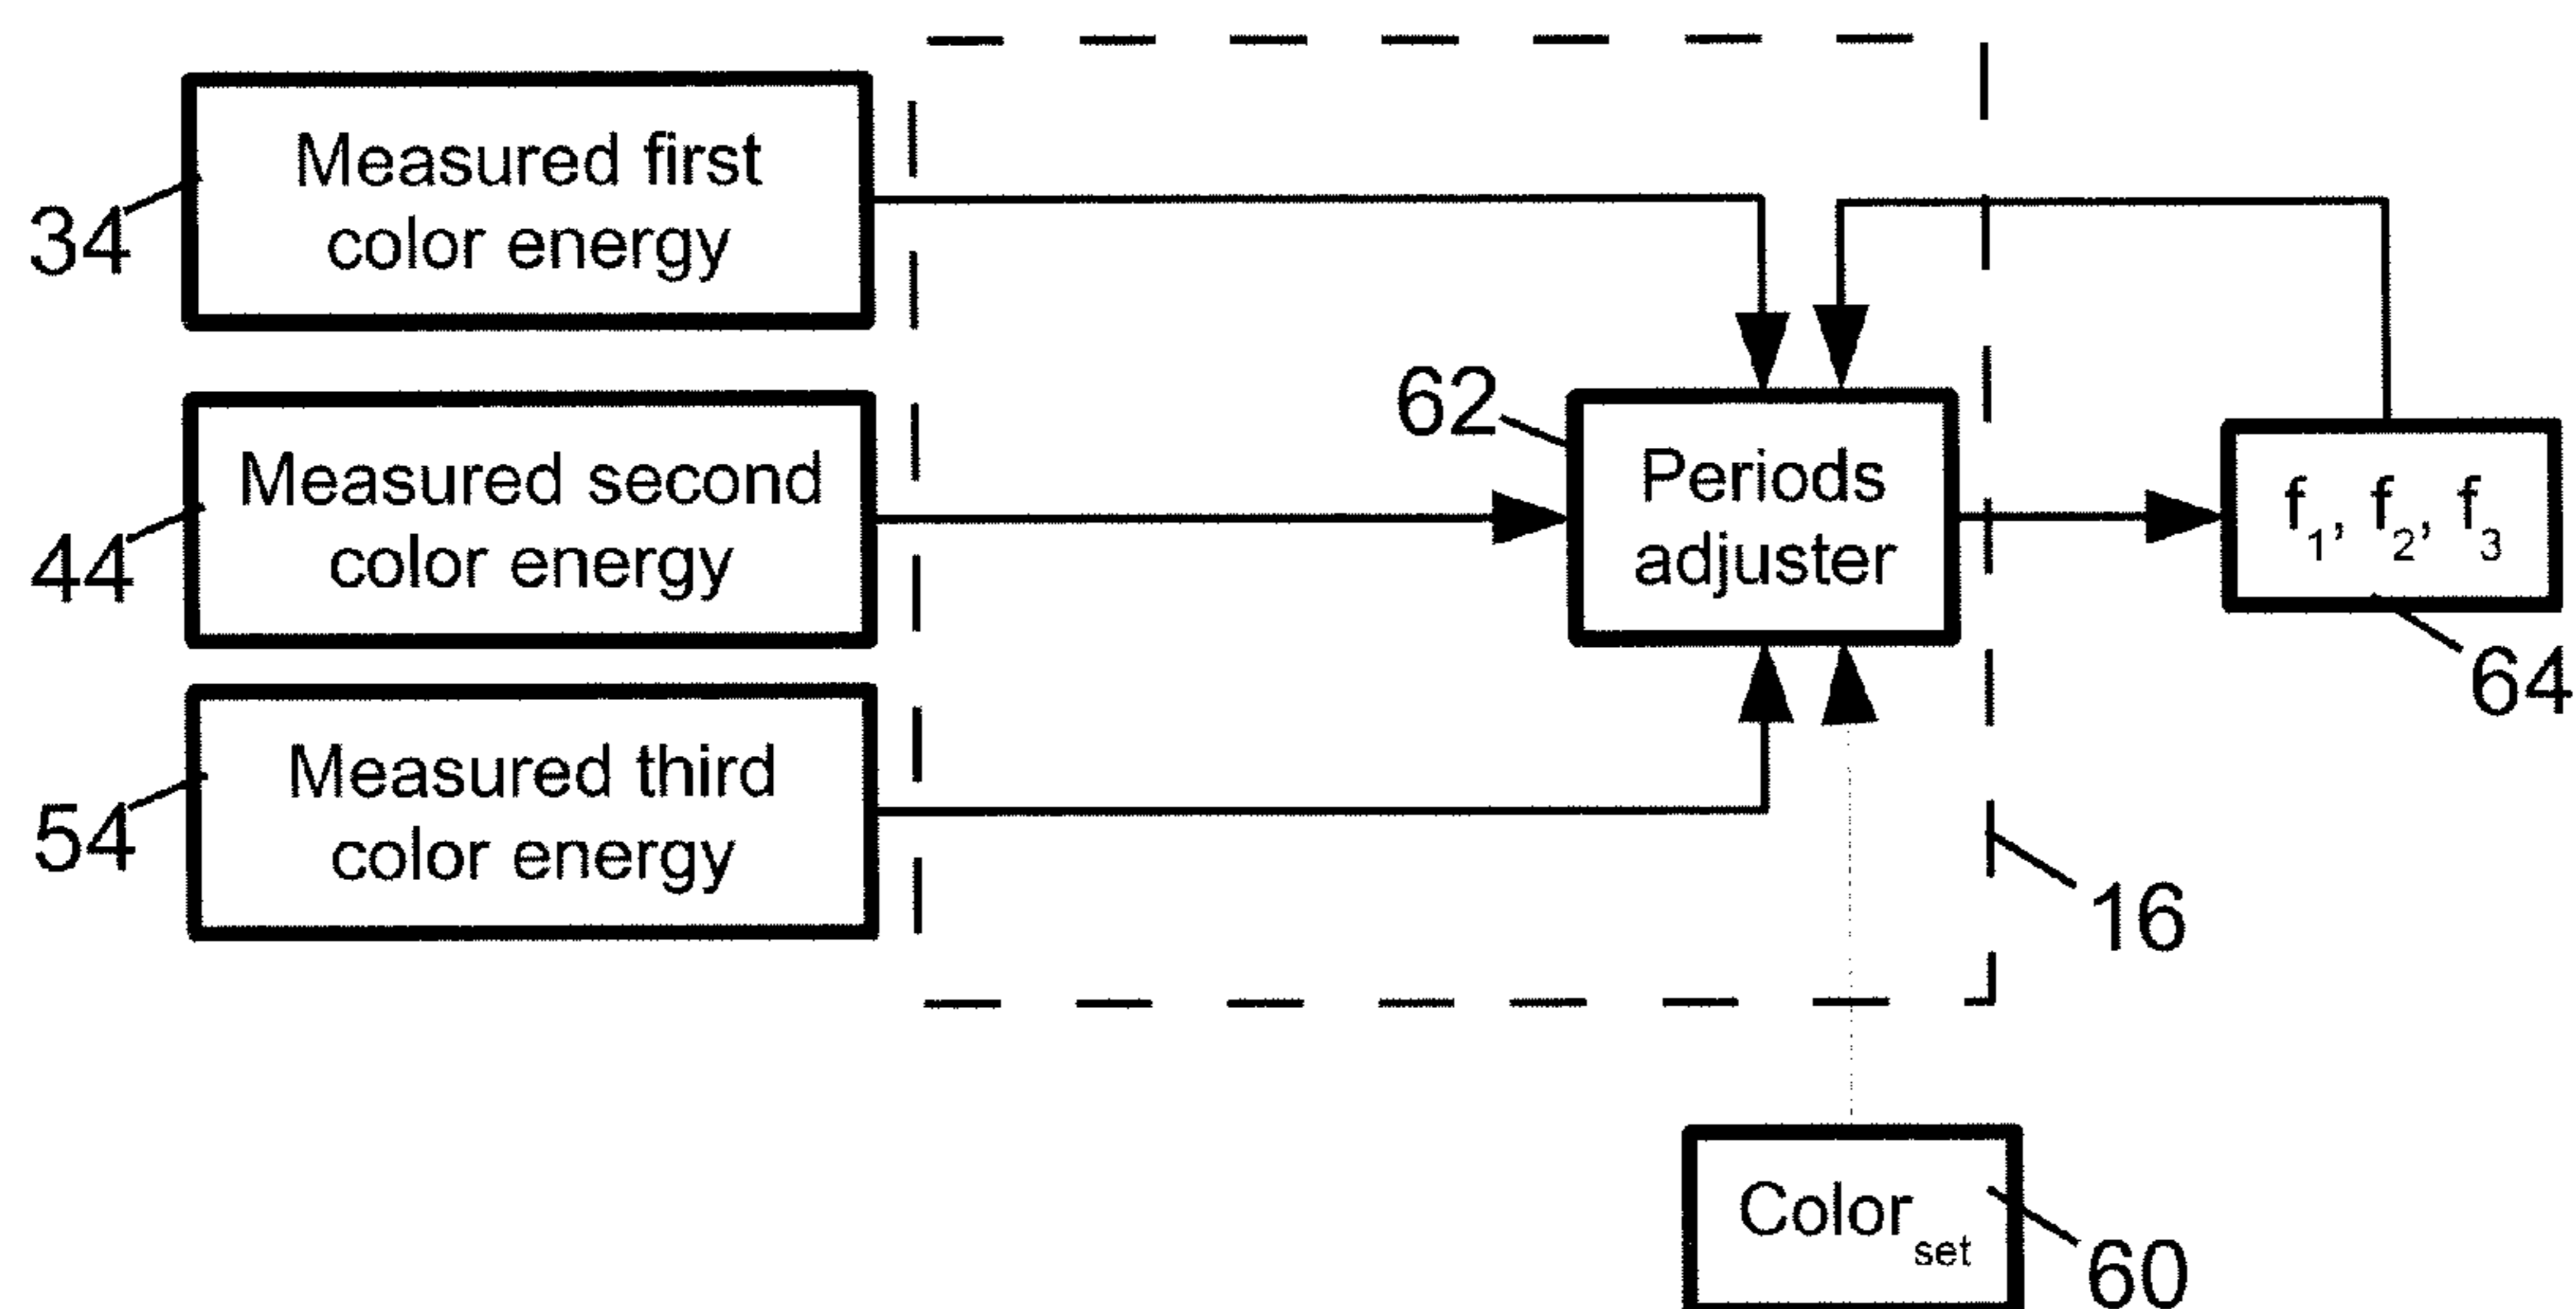 Measured first
color energy
34
Measured second
color energy
44
Measured third
color energy
54
62
Periods
adjuster
f1, f2, f3
64
16
Colorset
60